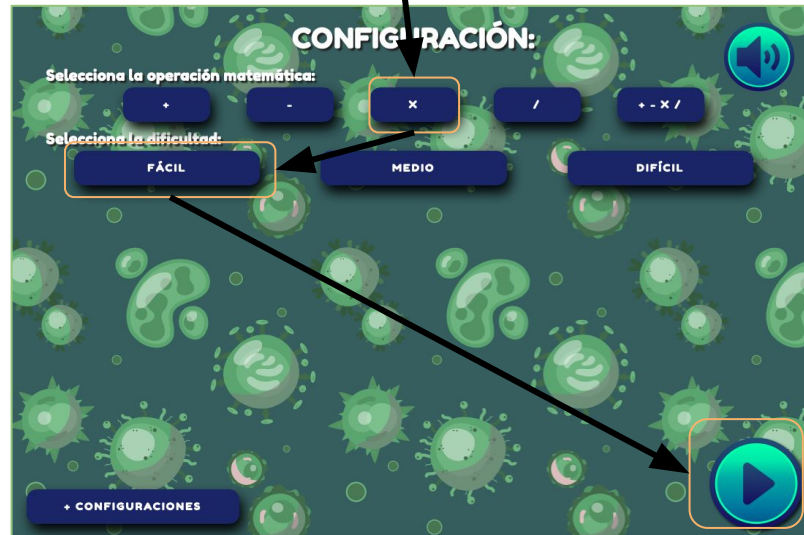 CONFIGURACIÓN:
Selecciona la operación matemática:
+ - X / + - X /
Selecciona la dificultad:
FÁCIL MEDIO DIFÍCIL
+ CONFIGURACIONES